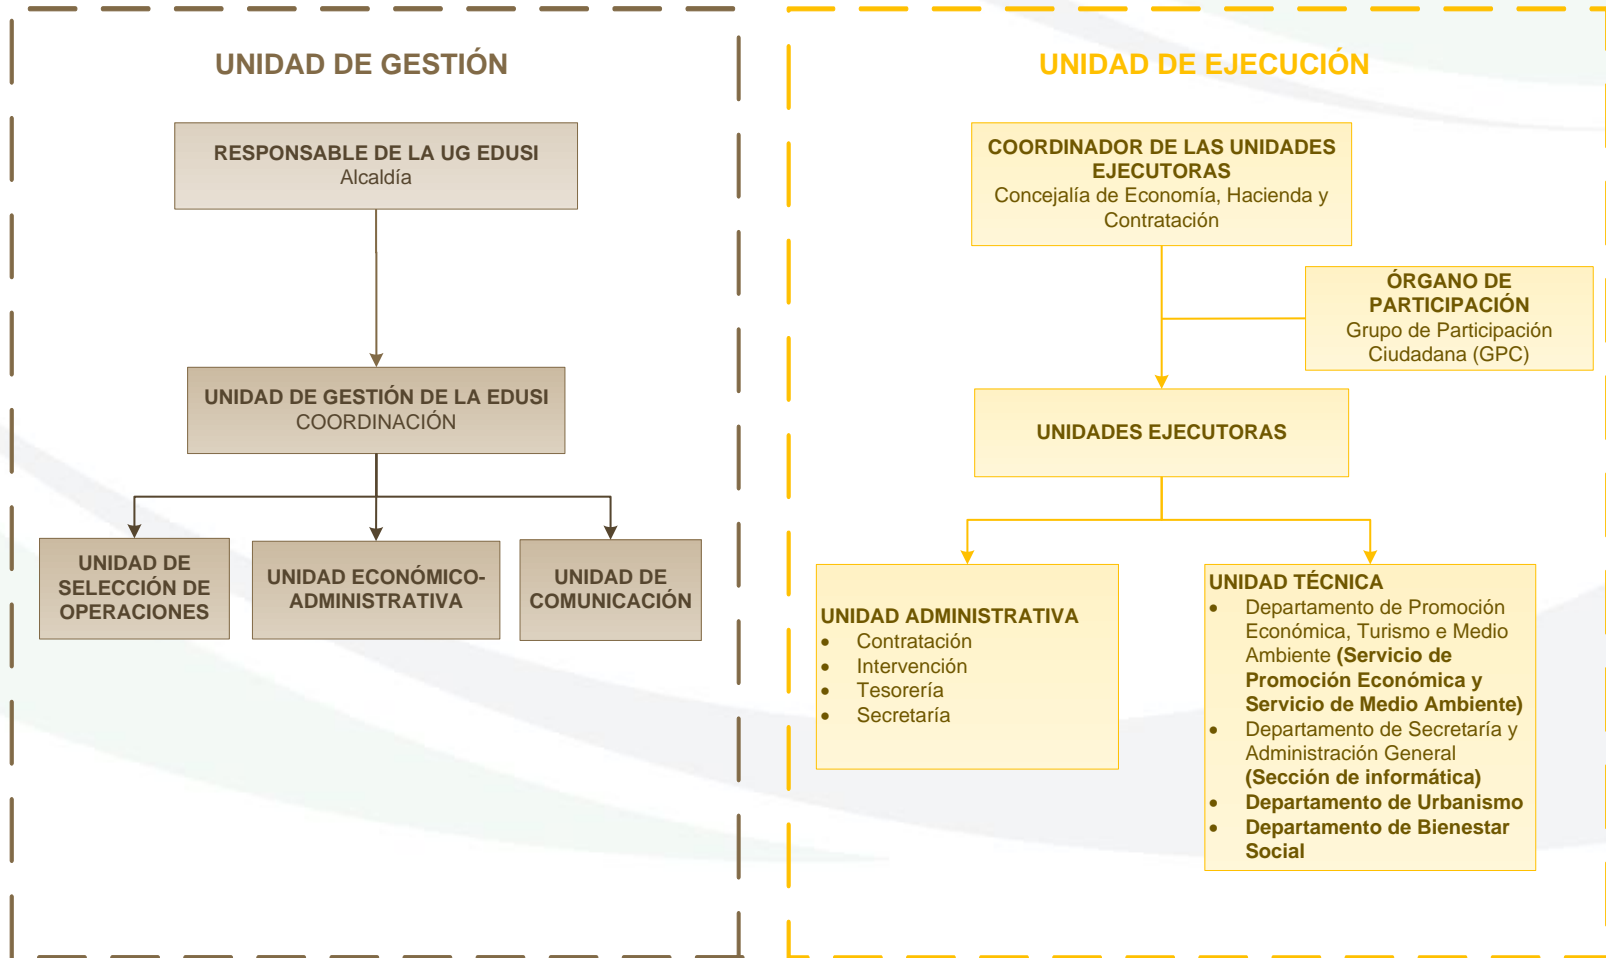 UNIDAD DE GESTIÓN
RESPONSABLE DE LA UG EDUSI
Alcaldía
UNIDAD DE GESTIÓN DE LA EDUSI
COORDINACIÓN
UNIDAD DE
SELECCIÓN DE
OPERACIONES
UNIDAD ECONÓMICO-
ADMINISTRATIVA
UNIDAD DE
COMUNICACIÓN
UNIDAD DE EJECUCIÓN
COORDINADOR DE LAS UNIDADES
EJECUTORAS
Concejalía de Economía, Hacienda y
Contratación
ÓRGANO DE
PARTICIPACIÓN
Grupo de Participación
Ciudadana (GPC)
UNIDADES EJECUTORAS
UNIDAD ADMINISTRATIVA
• Contratación
• Intervención
• Tesorería
• Secretaría
UNIDAD TÉCNICA
• Departamento de Promoción
Económica, Turismo e Medio
Ambiente (Servicio de
Promoción Económica y
Servicio de Medio Ambiente)
• Departamento de Secretaría y
Administración General
(Sección de informática)
• Departamento de Urbanismo
• Departamento de Bienestar
Social